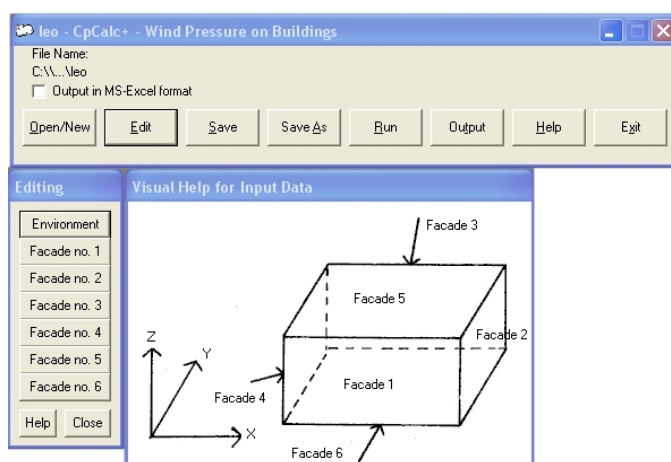 leo - CpCalc+ - Wind Pressure on Buildings
File Name:
C:\\...\leo
Output in MS-Excel format
Open/New Edit Save Save As Run Output Help Exit
Editing
Environment
Facade no. 1
Facade no. 2
Facade no. 3
Facade no. 4
Facade no. 5
Facade no. 6
Help Close
Visual Help for Input Data
Facade 3
Facade 5
Facade 2
Z
Y
Facade 1
Facade 4
X
Facade 6